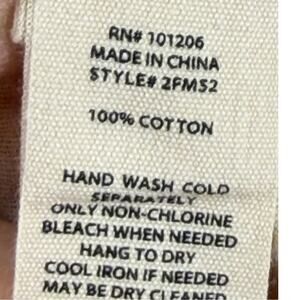 RN# 101206
MADE IN CHINA
STYLE# 2FM52
100% COTTON
HAND WASH COLD
SEPARATELY
ONLY NON-CHLORINE
BLEACH WHEN NEEDED
HANG TO DRY
COOL IRON IF NEEDED
MAY BE DRY CLEANED